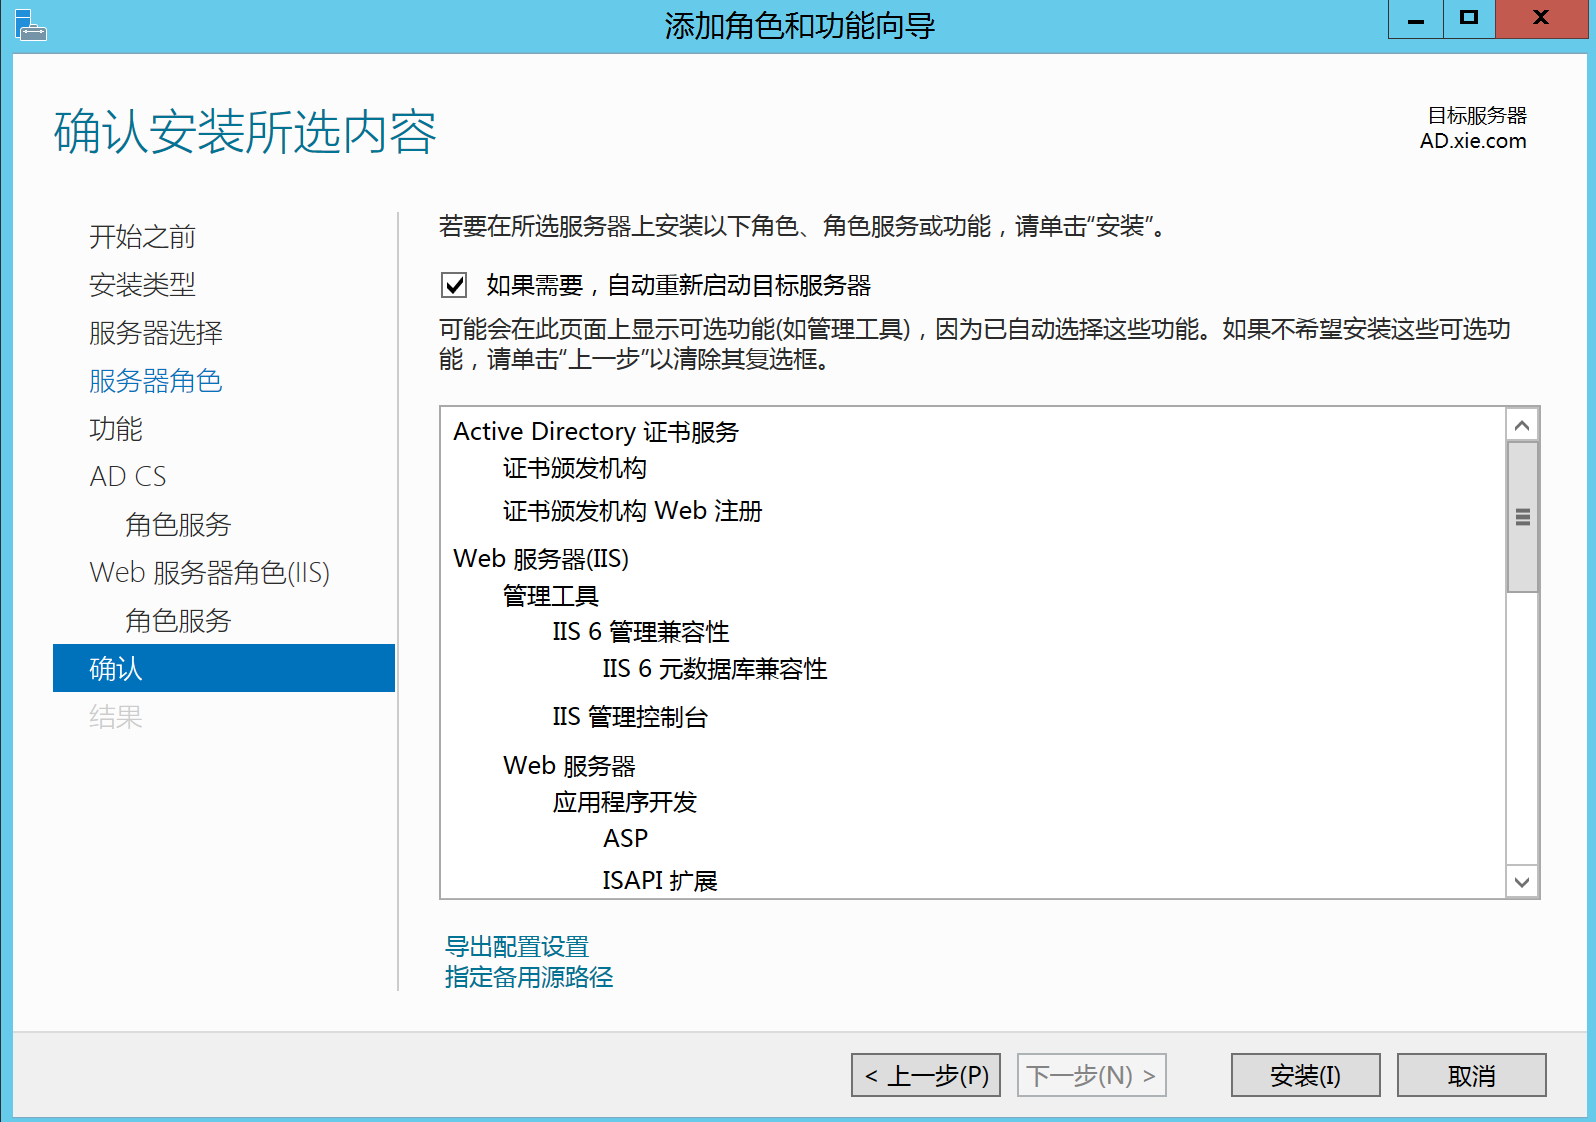 添加角色和功能向导
确认安装所选内容
目标服务器
AD.xie.com
开始之前
安装类型
服务器选择
服务器角色
功能
AD CS
角色服务
Web 服务器角色(IIS)
角色服务
确认
结果
若要在所选服务器上安装以下角色、角色服务或功能，请单击“安装”。
如果需要，自动重新启动目标服务器
可能会在此页面上显示可选功能(如管理工具)，因为已自动选择这些功能。如果不希望安装这些可选功
能，请单击“上一步”以清除其复选框。
Active Directory 证书服务
证书颁发机构
证书颁发机构 Web 注册
Web 服务器(IIS)
管理工具
IIS 6 管理兼容性
IIS 6 元数据库兼容性
IIS 管理控制台
Web 服务器
应用程序开发
ASP
ISAPI 扩展
导出配置设置
指定备用源路径
< 上一步(P)
下一步(N) >
安装(I)
取消